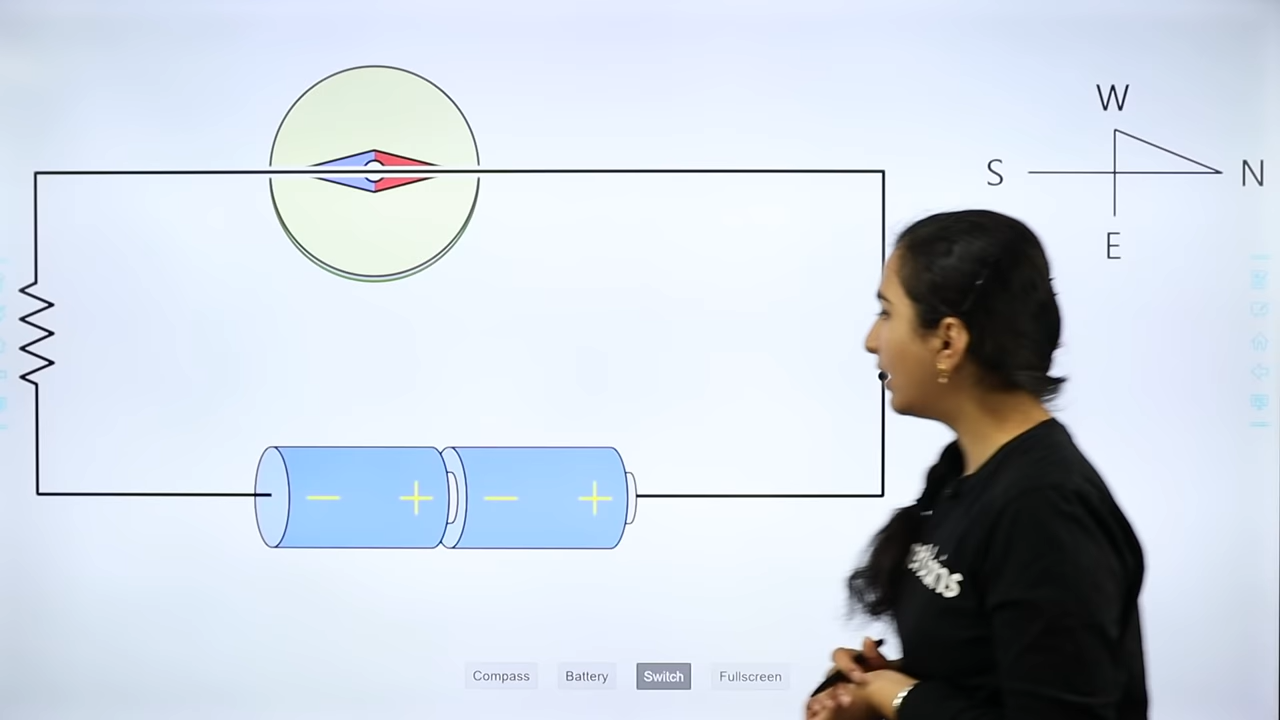 W
S N
E
− + − +
Compass Battery Switch Fullscreen